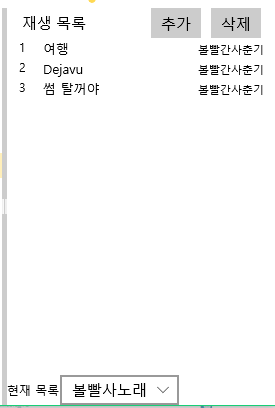 재생 목록 추가 삭제
1 여행 볼빨간사춘기
2 Dejavu 볼빨간사춘기
3 썸 탈꺼야 볼빨간사춘기
현재 목록 볼빨사노래